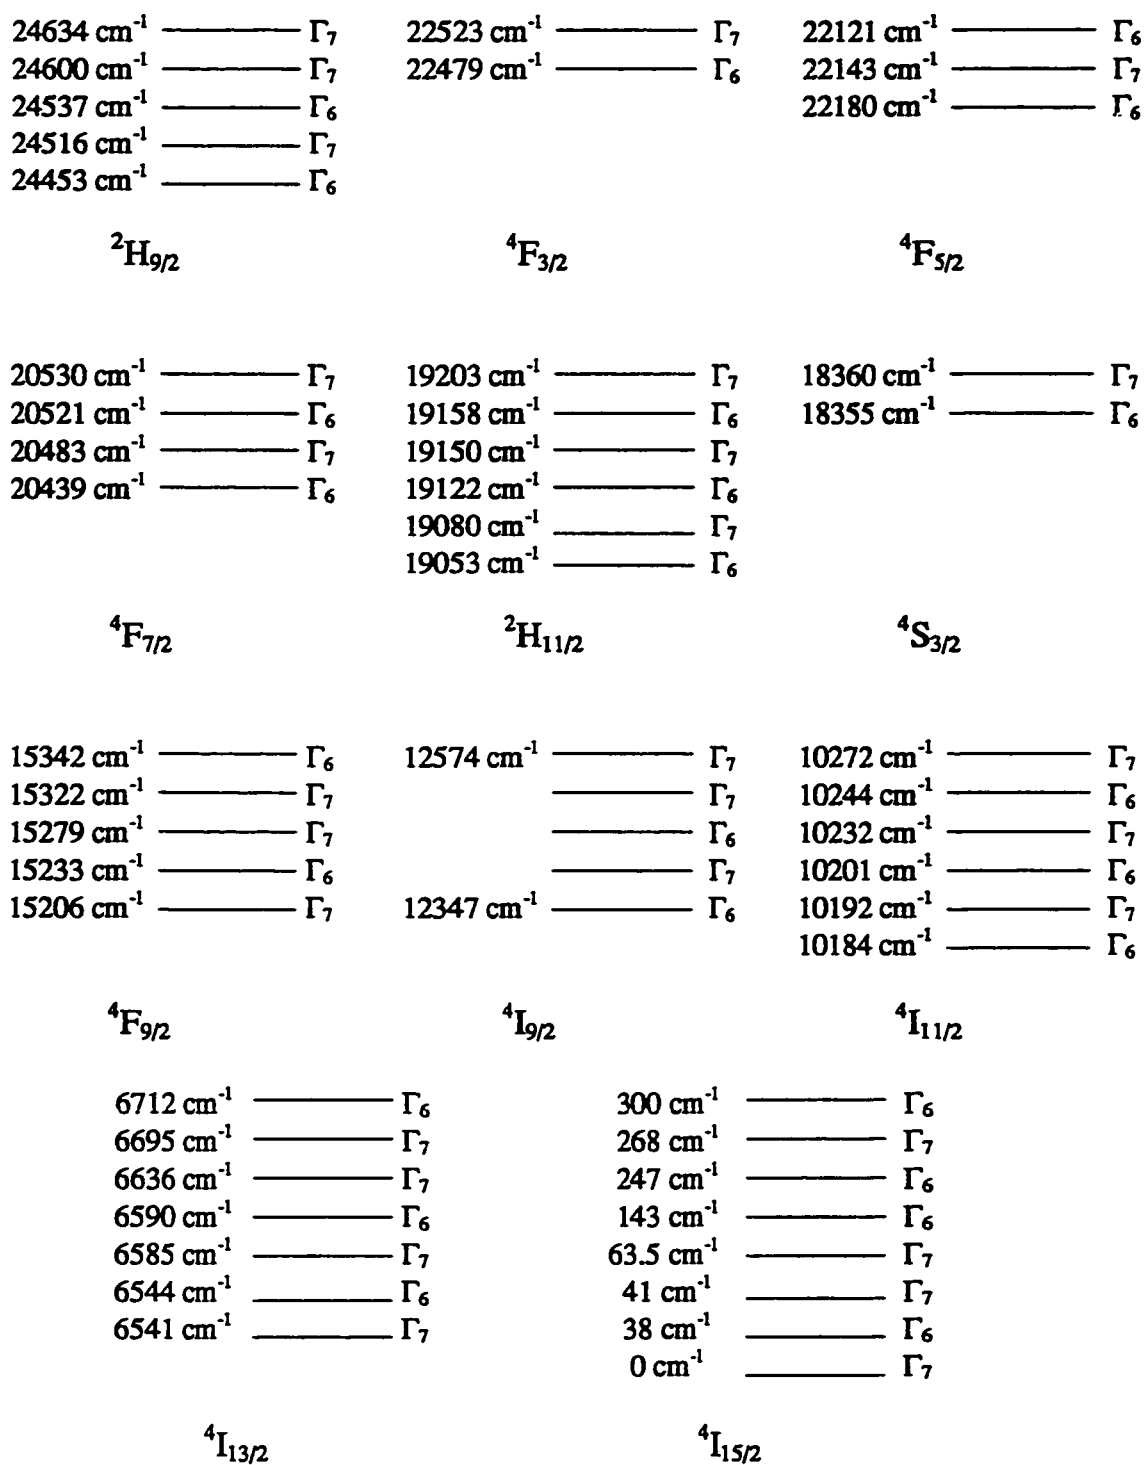 24634 cm⁻¹ Γ₇ 22523 cm⁻¹ Γ₇ 22121 cm⁻¹ Γ₆
24600 cm⁻¹ Γ₇ 22479 cm⁻¹ Γ₆ 22143 cm⁻¹ Γ₇
24537 cm⁻¹ Γ₆ 22180 cm⁻¹ Γ₆
24516 cm⁻¹ Γ₇
24453 cm⁻¹ Γ₆
²H₉/₂ ⁴F₃/₂ ⁴F₅/₂
20530 cm⁻¹ Γ₇ 19203 cm⁻¹ Γ₇ 18360 cm⁻¹ Γ₇
20521 cm⁻¹ Γ₆ 19158 cm⁻¹ Γ₆ 18355 cm⁻¹ Γ₆
20483 cm⁻¹ Γ₇ 19150 cm⁻¹ Γ₇
20439 cm⁻¹ Γ₆ 19122 cm⁻¹ Γ₆
19080 cm⁻¹ Γ₇
19053 cm⁻¹ Γ₆
⁴F₇/₂ ²H₁₁/₂ ⁴S₃/₂
15342 cm⁻¹ Γ₆ 12574 cm⁻¹ Γ₇ 10272 cm⁻¹ Γ₇
15322 cm⁻¹ Γ₇ Γ₇ 10244 cm⁻¹ Γ₆
15279 cm⁻¹ Γ₇ Γ₆ 10232 cm⁻¹ Γ₇
15233 cm⁻¹ Γ₆ Γ₇ 10201 cm⁻¹ Γ₆
15206 cm⁻¹ Γ₇ 12347 cm⁻¹ Γ₆ 10192 cm⁻¹ Γ₇
10184 cm⁻¹ Γ₆
⁴F₉/₂ ⁴I₉/₂ ⁴I₁₁/₂
6712 cm⁻¹ Γ₆ 300 cm⁻¹ Γ₆
6695 cm⁻¹ Γ₇ 268 cm⁻¹ Γ₇
6636 cm⁻¹ Γ₇ 247 cm⁻¹ Γ₆
6590 cm⁻¹ Γ₆ 143 cm⁻¹ Γ₆
6585 cm⁻¹ Γ₇ 63.5 cm⁻¹ Γ₇
6544 cm⁻¹ Γ₆ 41 cm⁻¹ Γ₇
6541 cm⁻¹ Γ₇ 38 cm⁻¹ Γ₆
0 cm⁻¹ Γ₇
⁴I₁₃/₂ ⁴I₁₅/₂